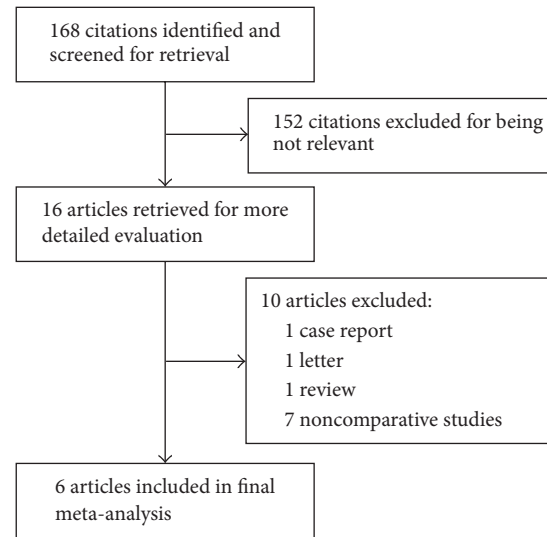 168 citations identified and
screened for retrieval
152 citations excluded for being
not relevant
16 articles retrieved for more
detailed evaluation
10 articles excluded:
1 case report
1 letter
1 review
7 noncomparative studies
6 articles included in final
meta-analysis